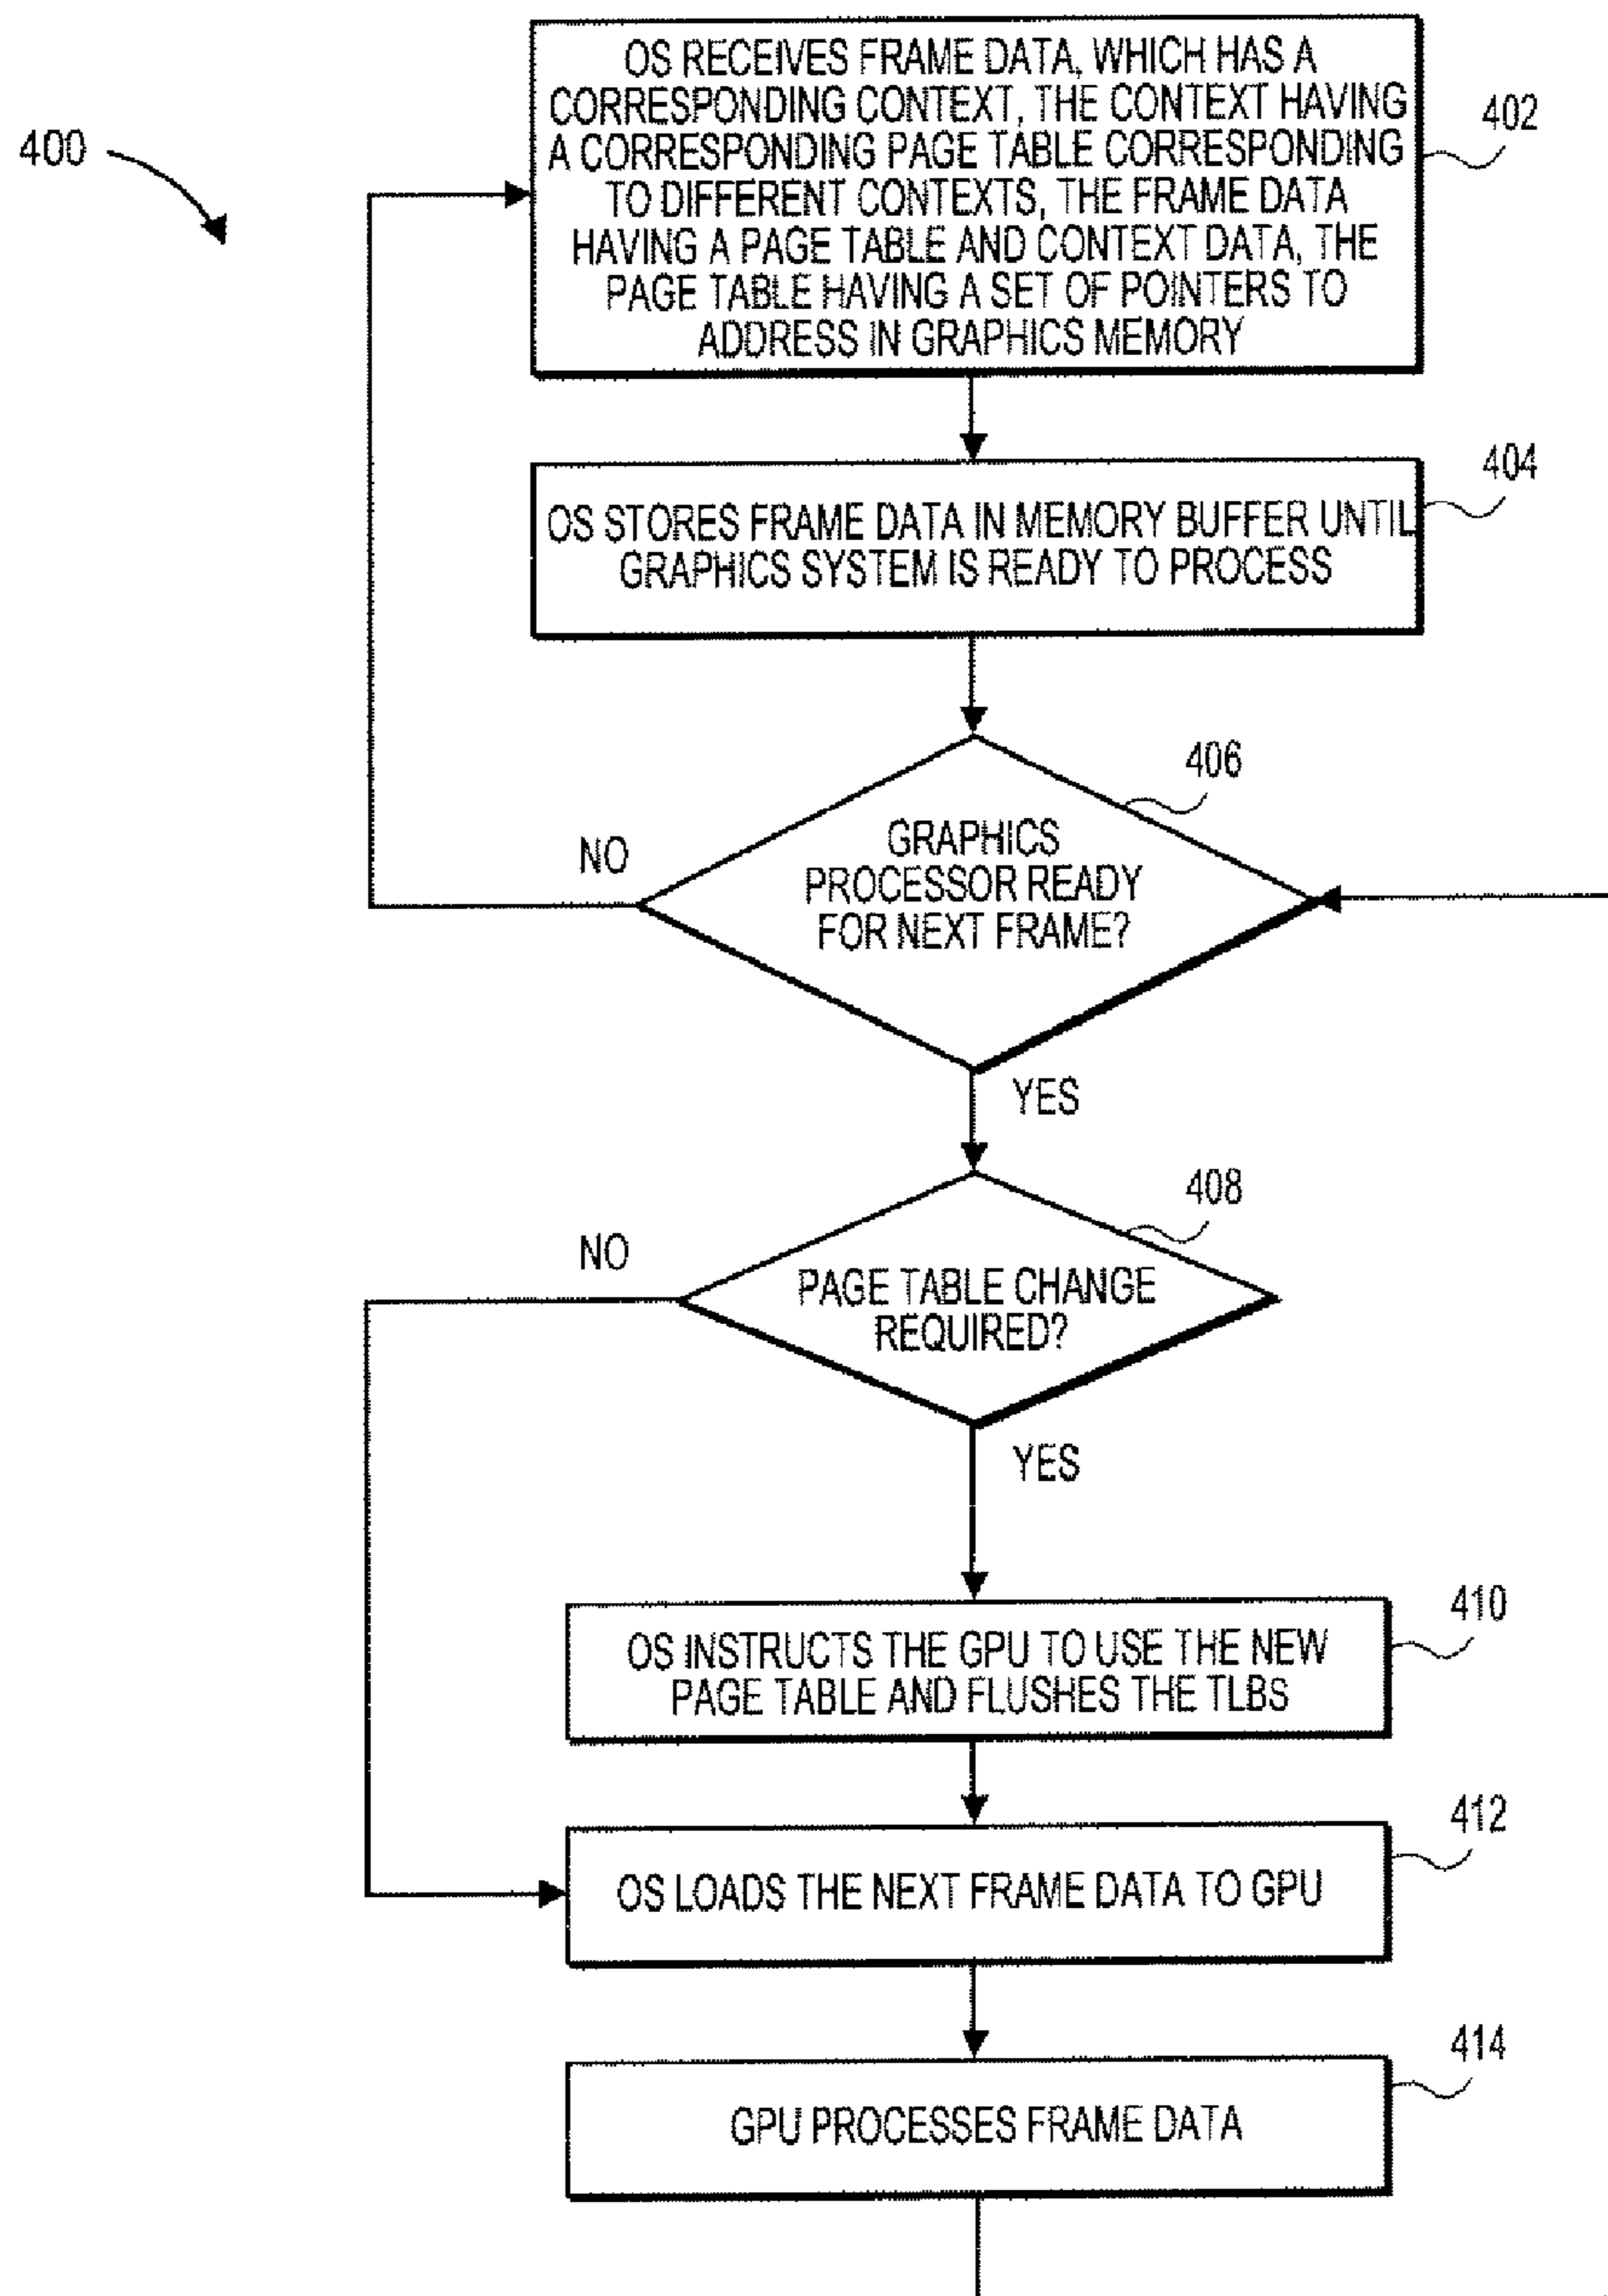 400
OS RECEIVES FRAME DATA, WHICH HAS A
CORRESPONDING CONTEXT, THE CONTEXT HAVING
A CORRESPONDING PAGE TABLE CORRESPONDING
TO DIFFERENT CONTEXTS, THE FRAME DATA
HAVING A PAGE TABLE AND CONTEXT DATA, THE
PAGE TABLE HAVING A SET OF POINTERS TO
ADDRESS IN GRAPHICS MEMORY
402
OS STORES FRAME DATA IN MEMORY BUFFER UNTIL
GRAPHICS SYSTEM IS READY TO PROCESS
404
406
GRAPHICS
PROCESSOR READY
FOR NEXT FRAME?
NO
YES
408
PAGE TABLE CHANGE
REQUIRED?
NO
YES
OS INSTRUCTS THE GPU TO USE THE NEW
PAGE TABLE AND FLUSHES THE TLBS
410
OS LOADS THE NEXT FRAME DATA TO GPU
412
GPU PROCESSES FRAME DATA
414